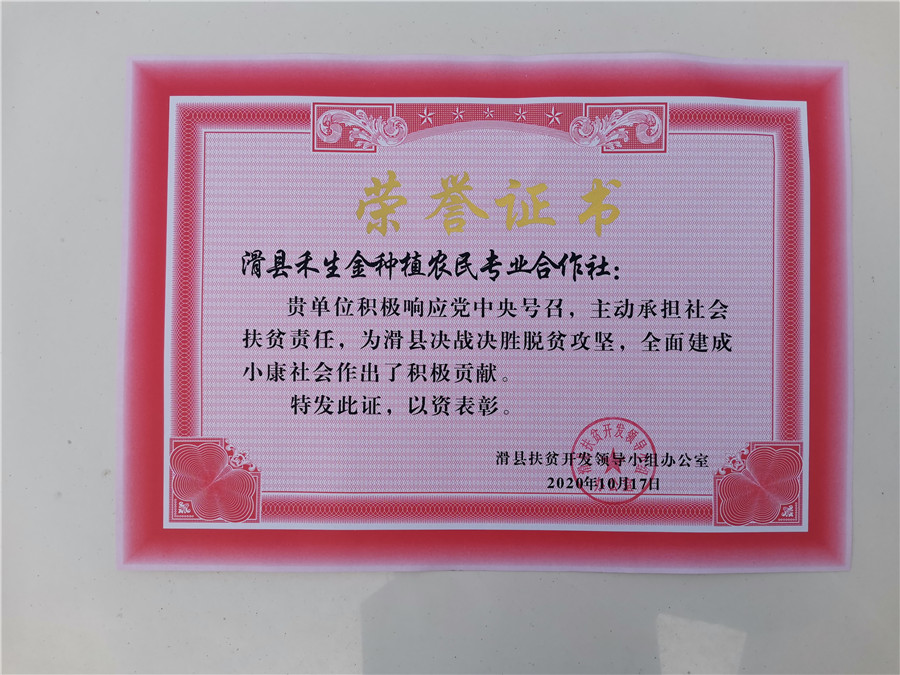 荣誉证书
滑县禾生金种植农民专业合作社：
贵单位积极响应党中央号召，主动承担社会
扶贫责任，为滑县决战决胜脱贫攻坚，全面建成
小康社会作出了积极贡献。
特发此证，以资表彰。
滑县扶贫开发领导小组办公室
2020年10月17日